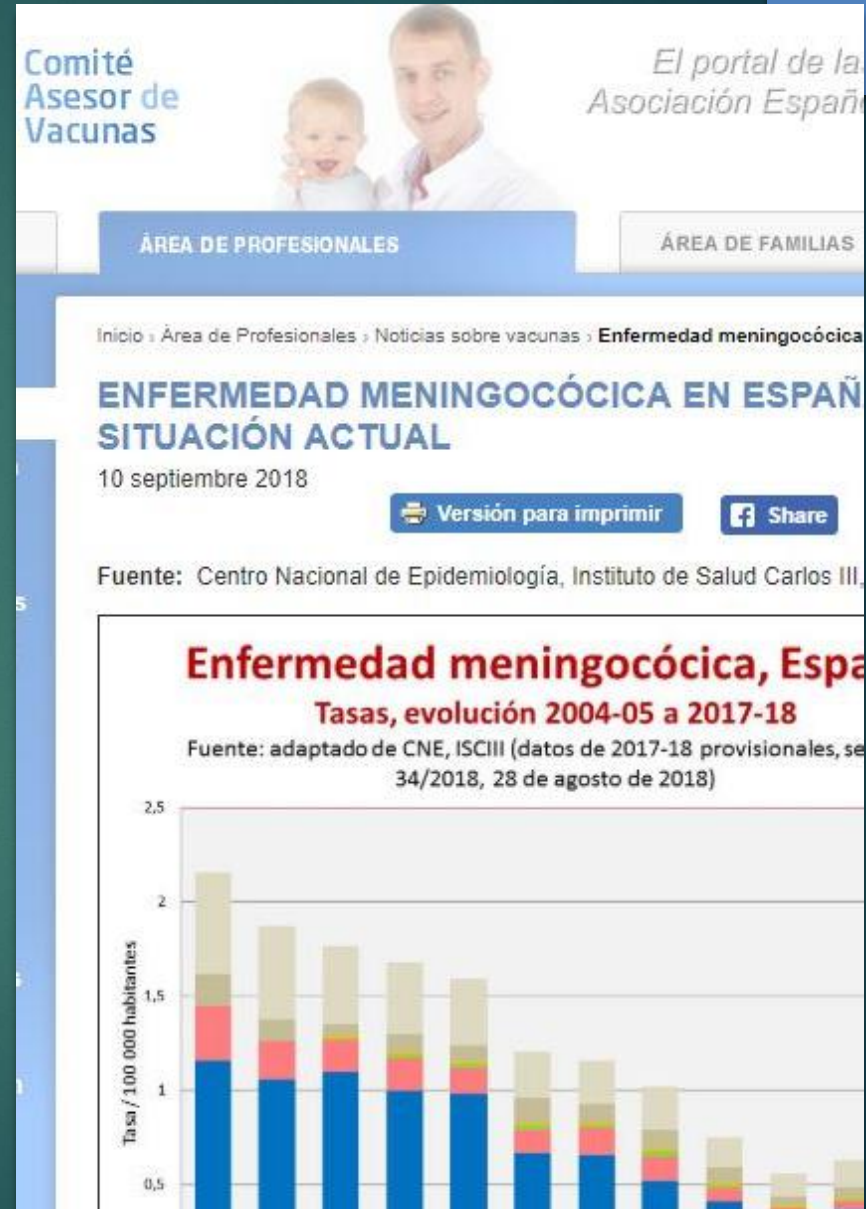 Comité
Asesor de
Vacunas
El portal de la
Asociación Españ
ÁREA DE PROFESIONALES
ÁREA DE FAMILIAS
Inicio › Área de Profesionales › Noticias sobre vacunas › Enfermedad meningocócica
ENFERMEDAD MENINGOCÓCICA EN ESPAÑ
SITUACIÓN ACTUAL
10 septiembre 2018
Versión para imprimir
Share
Fuente: Centro Nacional de Epidemiología, Instituto de Salud Carlos III,
Enfermedad meningocócica, Espa
Tasas, evolución 2004-05 a 2017-18
Fuente: adaptado de CNE, ISCIII (datos de 2017-18 provisionales, se
34/2018, 28 de agosto de 2018)
Tasa / 100 000 habitantes
2,5
2
1,5
1
0,5